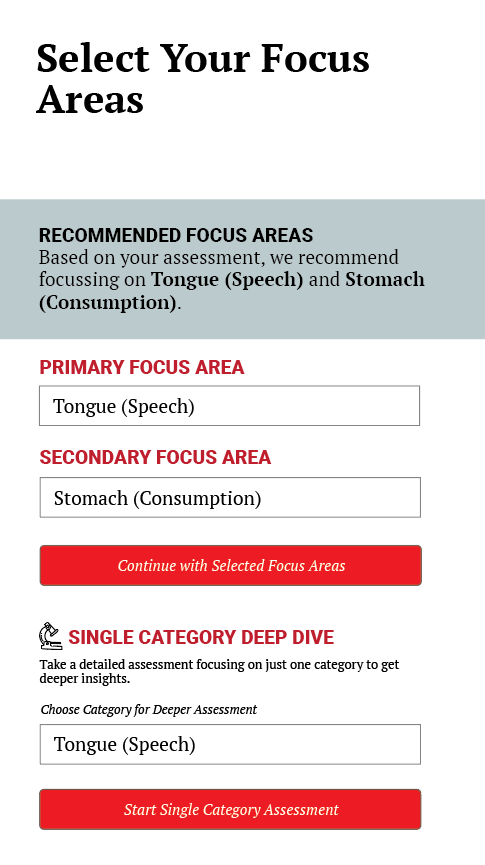 Select Your Focus
Areas
RECOMMENDED FOCUS AREAS
Based on your assessment, we recommend
focussing on Tongue (Speech) and Stomach
(Consumption).
PRIMARY FOCUS AREA
Tongue (Speech)
SECONDARY FOCUS AREA
Stomach (Consumption)
Continue with Selected Focus Areas
SINGLE CATEGORY DEEP DIVE
Take a detailed assessment focusing on just one category to get
deeper insights.
Choose Category for Deeper Assessment
Tongue (Speech)
Start Single Category Assessment